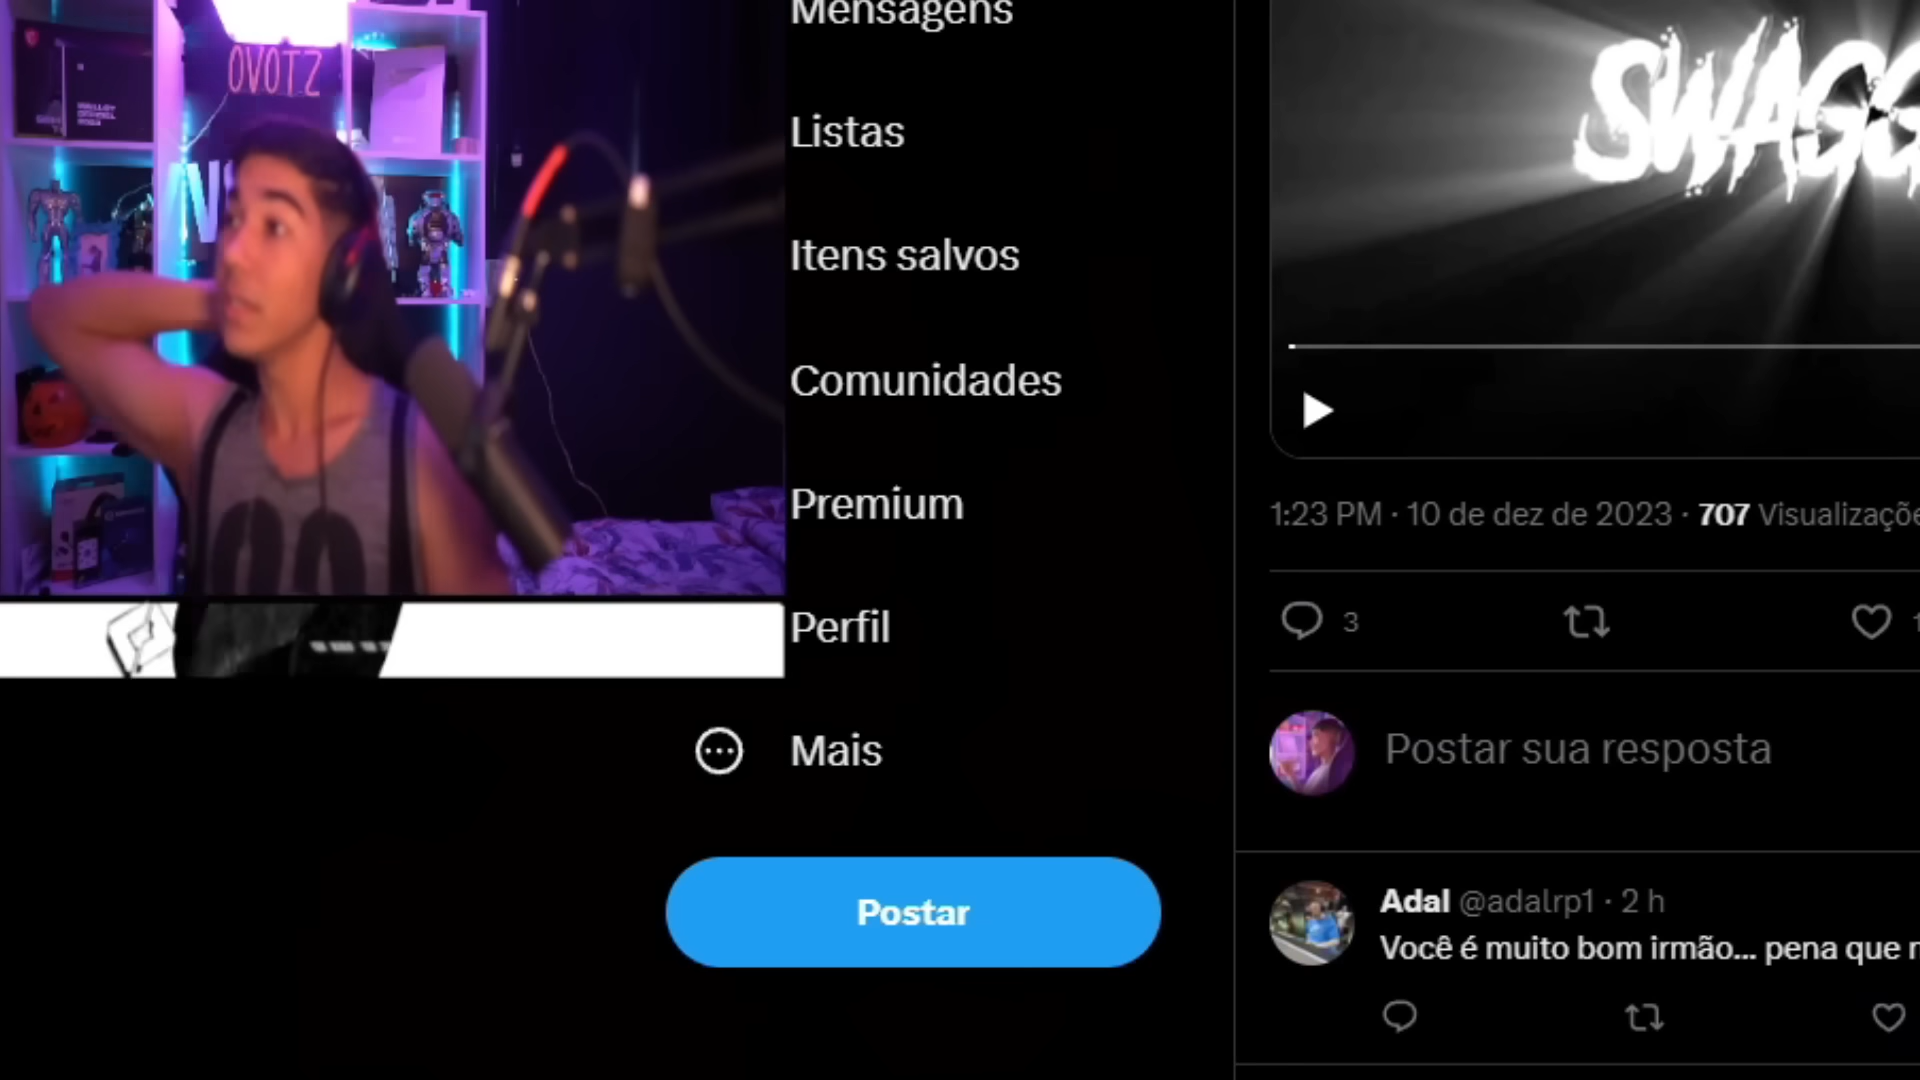 OVOTZ
Mensagens
Listas
Itens salvos
Comunidades
Premium
Perfil
Mais
Postar
SWAGG
1:23 PM · 10 de dez de 2023 · 707 Visualizaçõe
3
Postar sua resposta
Adal @adalrp1 · 2 h
Você é muito bom irmão... pena que